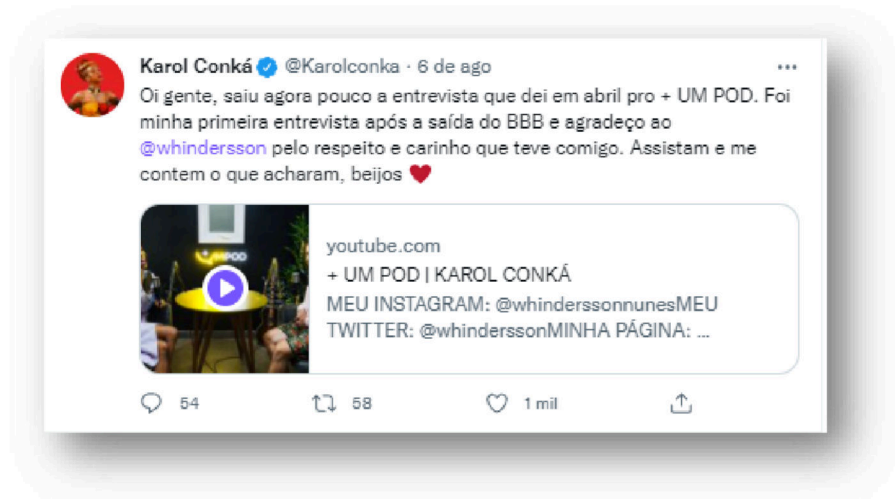 Karol Conká @Karolconka · 6 de ago
Oi gente, saiu agora pouco a entrevista que dei em abril pro + UM POD. Foi
minha primeira entrevista após a saída do BBB e agradeço ao
@whindersson pelo respeito e carinho que teve comigo. Assistam e me
contem o que acharam, beijos
youtube.com
+ UM POD | KAROL CONKÁ
MEU INSTAGRAM: @whinderssonnunesMEU
TWITTER: @whinderssonMINHA PÁGINA: ...
54 58 1 mil